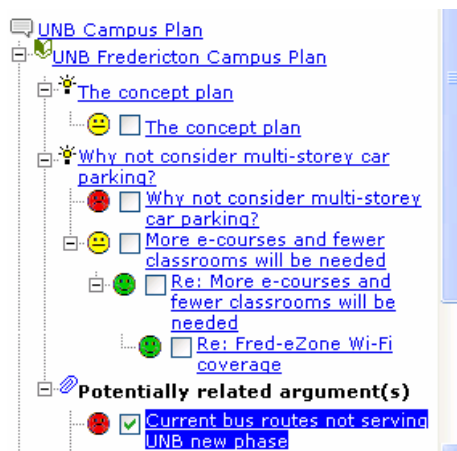 UNB Campus Plan
UNB Fredericton Campus Plan
The concept plan
The concept plan
Why not consider multi-storey car
parking?
Why not consider multi-storey
car parking?
More e-courses and fewer
classrooms will be needed
Re: More e-courses and
fewer classrooms will be
needed
Re: Fred-eZone Wi-Fi
coverage
Potentially related argument(s)
Current bus routes not serving
UNB new phase